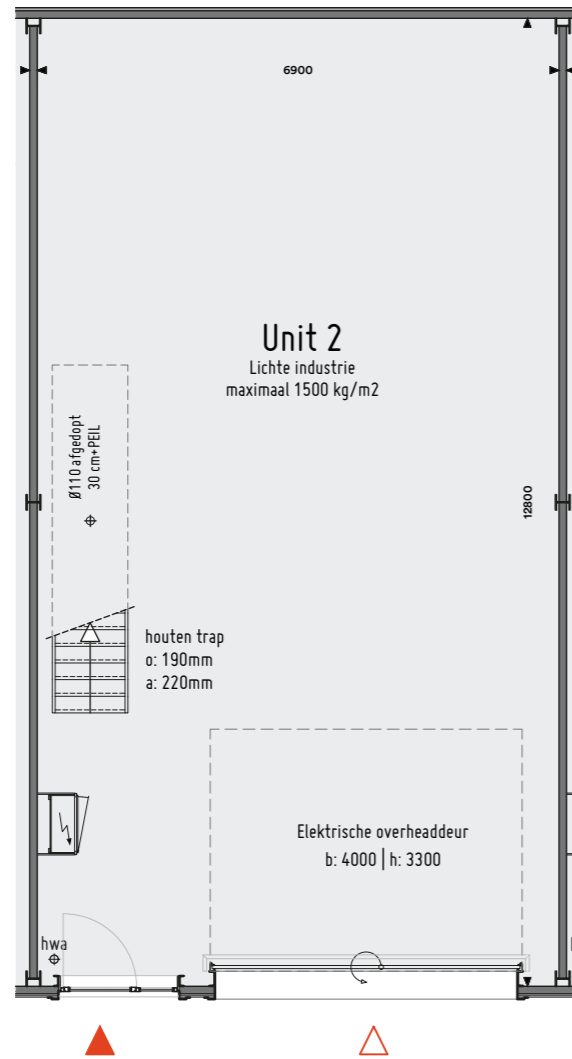 6900
Unit 2
Lichte industrie
maximaal 1500 kg/m2
Ø110 afgedopt
30 cm+PEIL
12800
houten trap
o: 190mm
a: 220mm
Elektrische overheaddeur
b: 4000 | h: 3300
hwa